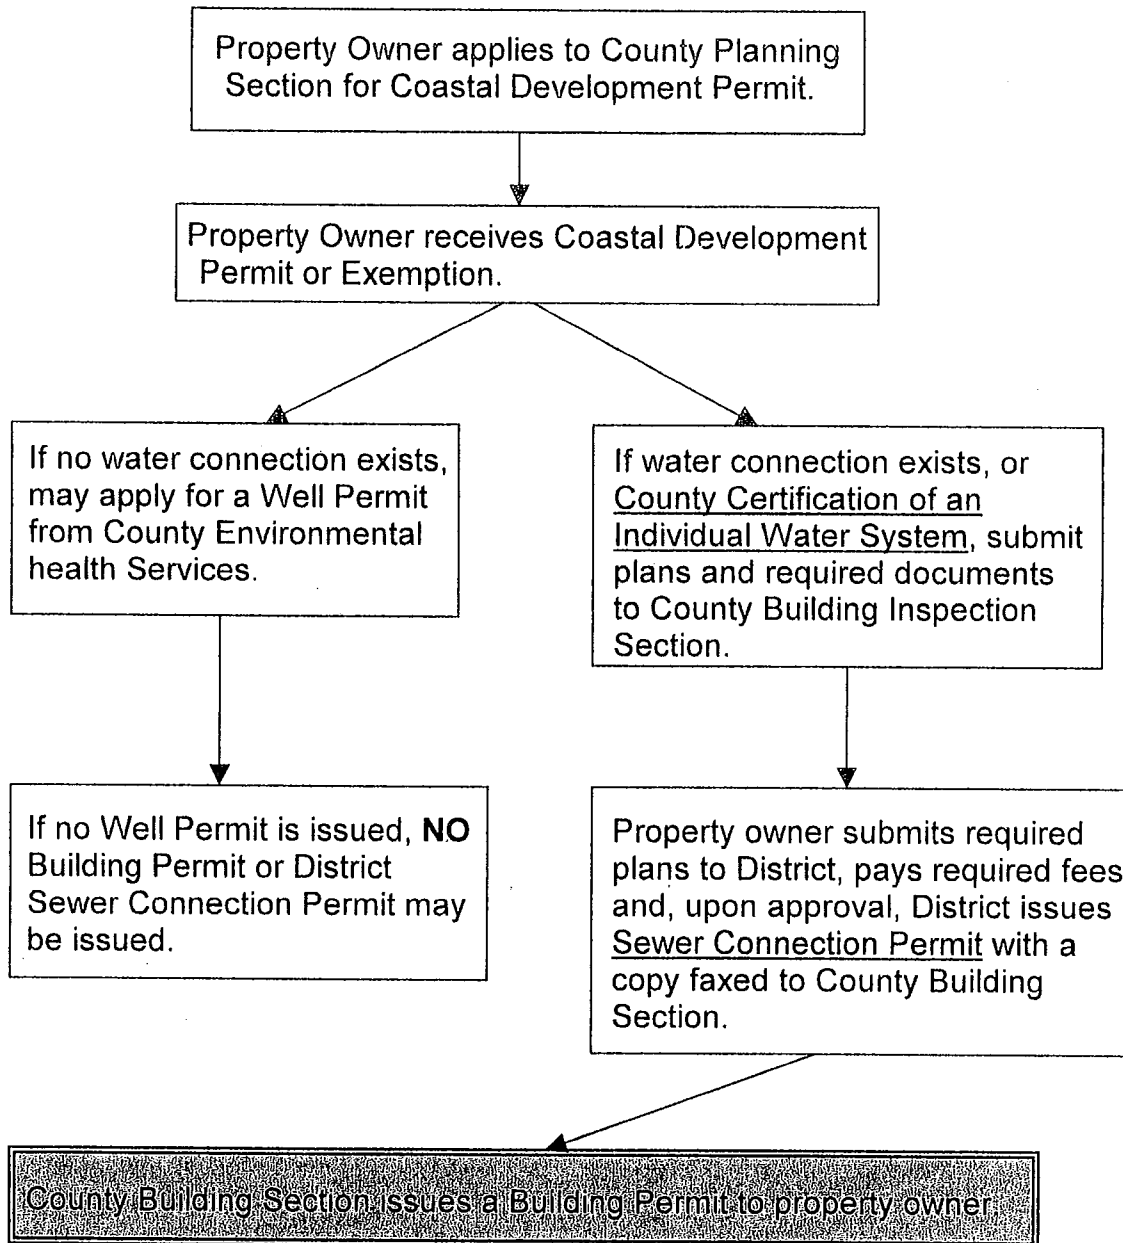 Property Owner applies to County Planning
Section for Coastal Development Permit.
Property Owner receives Coastal Development
Permit or Exemption.
If no water connection exists,
may apply for a Well Permit
from County Environmental
health Services.
If water connection exists, or
County Certification of an
Individual Water System, submit
plans and required documents
to County Building Inspection
Section.
If no Well Permit is issued, NO
Building Permit or District
Sewer Connection Permit may
be issued.
Property owner submits required
plans to District, pays required fees
and, upon approval, District issues
Sewer Connection Permit with a
copy faxed to County Building
Section.
County Building Section issues a Building Permit to property owner.